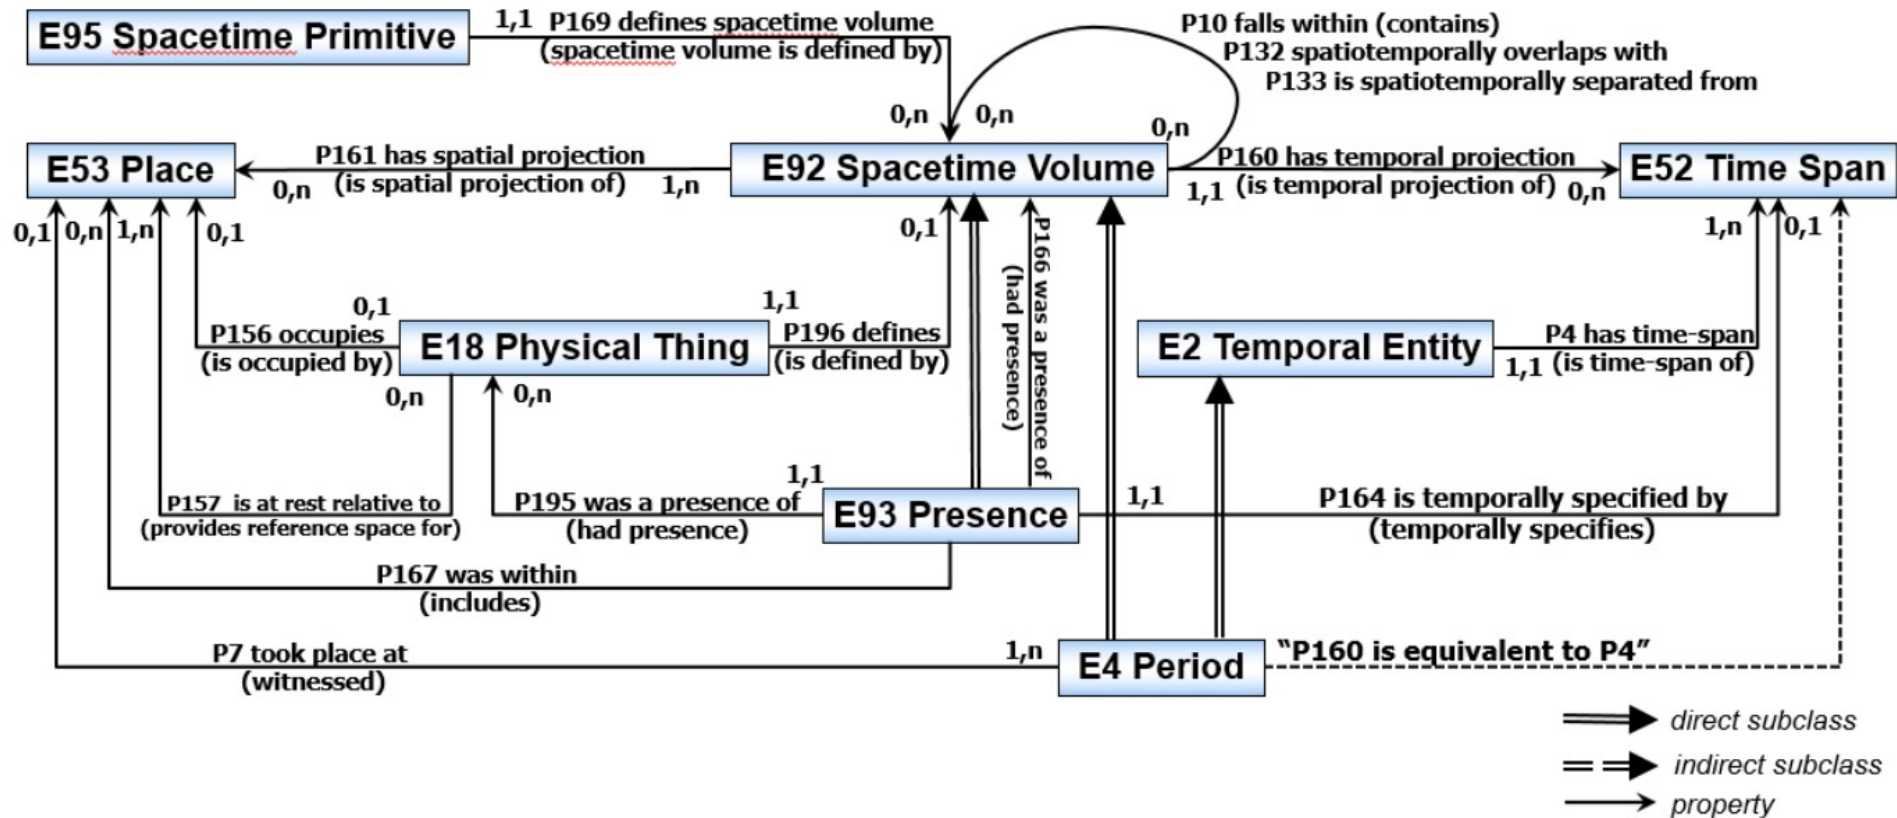 E95 Spacetime Primitive
1,1
P169 defines spacetime volume
(spacetime volume is defined by)
P10 falls within (contains)
P132 spatiotemporally overlaps with
P133 is spatiotemporally separated from
0,n
0,n
0,n
E53 Place
P161 has spatial projection
(is spatial projection of)
0,n
1,n
E92 Spacetime Volume
P160 has temporal projection
(is temporal projection of)
1,1
0,n
E52 Time Span
0,1
0,n
1,n
0,1
0,1
P166 was a presence of
(had presence)
1,n
0,1
0,1
P156 occupies
(is occupied by)
E18 Physical Thing
1,1
P196 defines
(is defined by)
E2 Temporal Entity
P4 has time-span
(is time-span of)
1,1
0,n
0,n
P157 is at rest relative to
(provides reference space for)
P195 was a presence of
(had presence)
1,1
E93 Presence
1,1
P164 is temporally specified by
(temporally specifies)
P167 was within
(includes)
P7 took place at
(witnessed)
1,n
E4 Period
“P160 is equivalent to P4”
direct subclass
indirect subclass
property